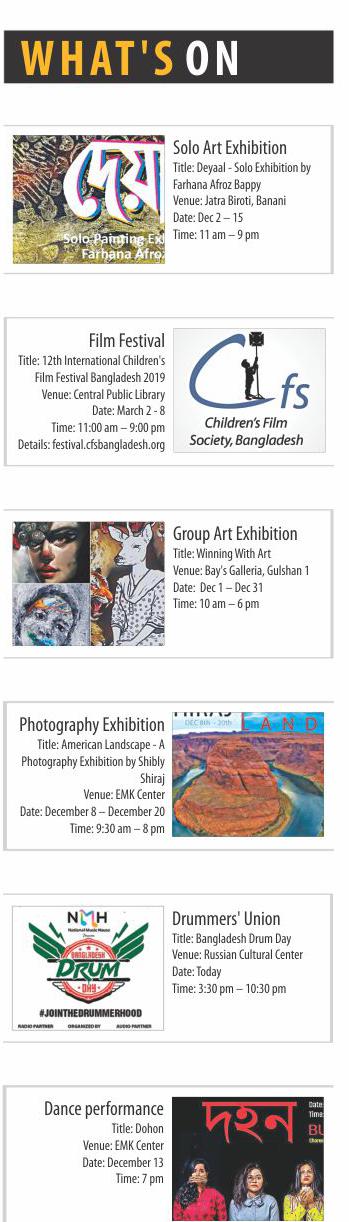 WHAT'S ON
দেয়া
Solo Painting Ex
Farhana Afro
Solo Art Exhibition
Title: Deyaal - Solo Exhibition by
Farhana Afroz Bappy
Venue: Jatra Biroti, Banani
Date: Dec 2 – 15
Time: 11 am – 9 pm
Film Festival
Title: 12th International Children's
Film Festival Bangladesh 2019
Venue: Central Public Library
Date: March 2 - 8
Time: 11:00 am – 9:00 pm
Details: festival.cfsbangladesh.org
Cfs
Children's Film
Society, Bangladesh
Group Art Exhibition
Title: Winning With Art
Venue: Bay's Galleria, Gulshan 1
Date: Dec 1 – Dec 31
Time: 10 am – 6 pm
Photography Exhibition
Title: American Landscape - A
Photography Exhibition by Shibly
Shiraj
Venue: EMK Center
Date: December 8 – December 20
Time: 9:30 am – 8 pm
DEC 8th - 20th
LAND
NMH
National Music House
BANGLADESH
DRUM
DAY
#JOINTHEDRUMMERHOOD
RADIO PARTNER ORGANIZED BY AUDIO PARTNER
Drummers' Union
Title: Bangladesh Drum Day
Venue: Russian Cultural Center
Date: Today
Time: 3:30 pm – 10:30 pm
Dance performance
Title: Dohon
Venue: EMK Center
Date: December 13
Time: 7 pm
দহন
Date:
Time:
BU